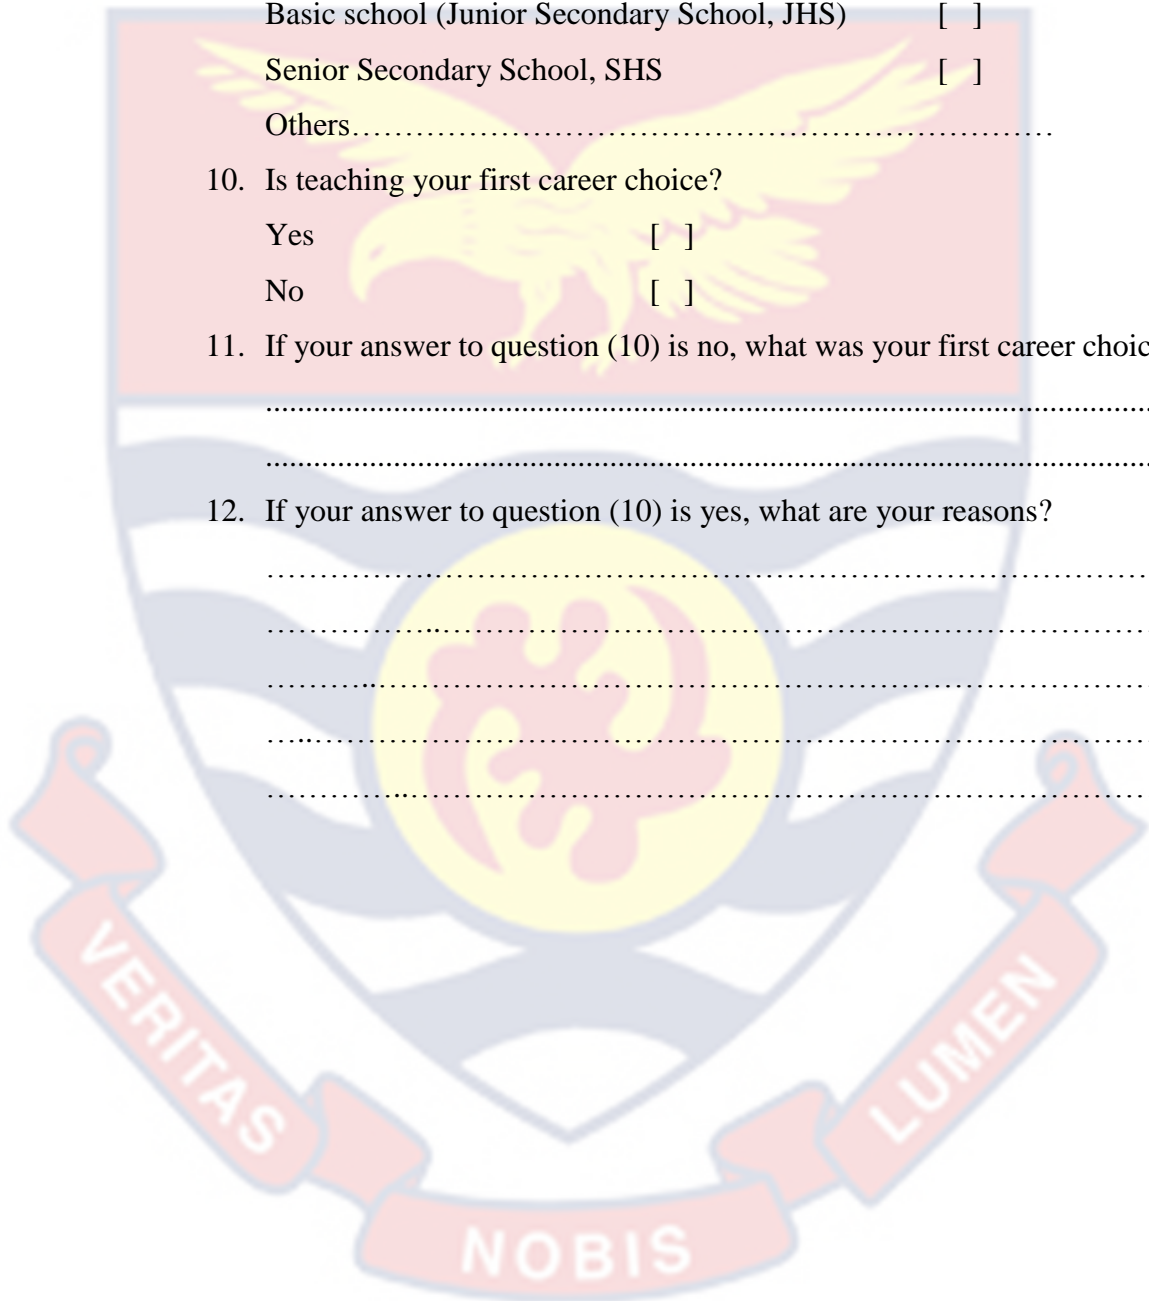 Basic school (Junior Secondary School, JHS) [ ]
Senior Secondary School, SHS [ ]
Others…………………………………………………………
10. Is teaching your first career choice?
Yes [ ]
No [ ]
11. If your answer to question (10) is no, what was your first career choic
..............................................................................................................
..............................................................................................................
12. If your answer to question (10) is yes, what are your reasons?
…………….……………………………………………………………
……………..……………………………………………………………
………..…………………………………………………………………
…..………………………………………………………………………
…………..………………………………………………………………
VERITAS
NOBIS
LUMEN